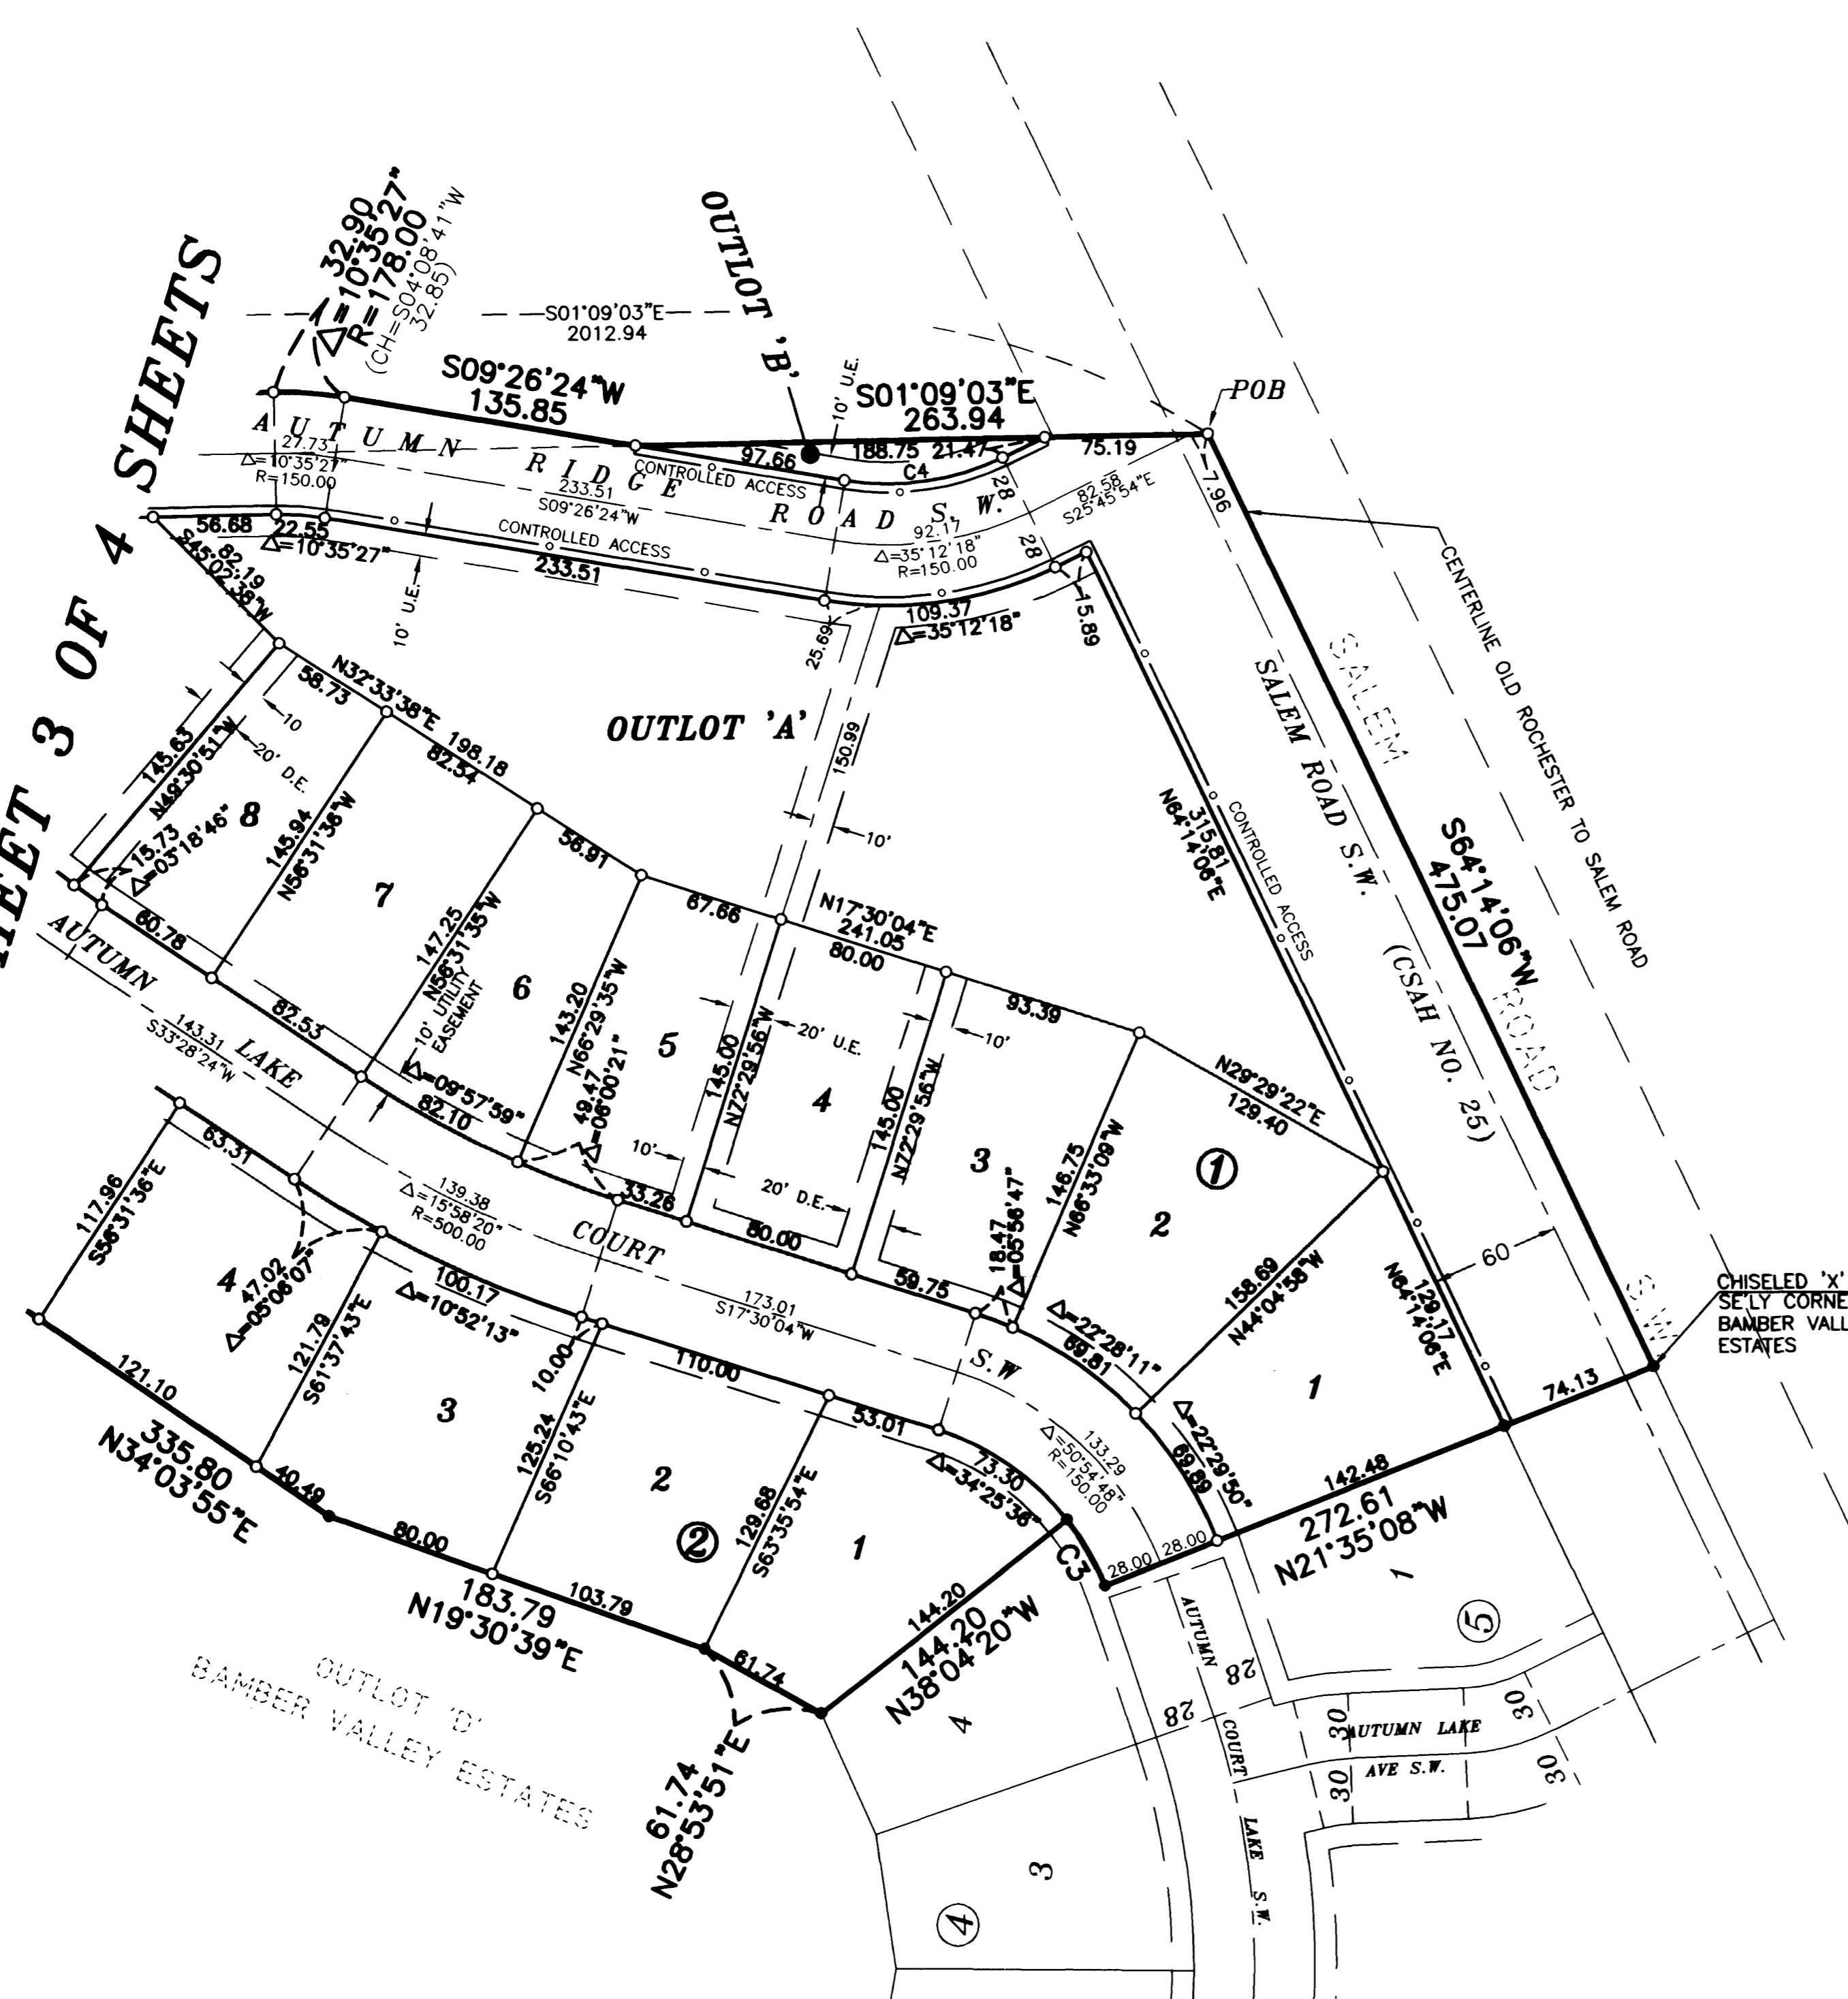 SHEET 3 OF 4 SHEETS
32.90
Δ=10°35'27"
R=178.00
(CH=S04°08'41"W
32.85)
S01°09'03"E
2012.94
OUTLOT 'B'
S09°26'24"W
135.85
10' U.E.
S01°09'03"E
263.94
POB
188.75
21.47
75.19
C4
97.66
7.96
AUTUMN RIDGE ROAD S.W.
27.73
Δ=10°35'27"
R=150.00
CONTROLLED ACCESS
233.51
S09°26'24"W
28
28
82.58
S25°45'54"E
92.17
Δ=35°12'18"
R=150.00
CONTROLLED ACCESS
56.68
22.55
Δ=10°35'27"
82.19
S45°02'38"W
233.51
10' U.E.
25.69
109.37
Δ=35°12'18"
15.89
CENTERLINE OLD ROCHESTER TO SALEM ROAD
SALEM ROAD S.W.
SALEM ROAD S.W.
(CSAH NO. 25)
S64°14'06"W
475.07
N32°33'38"E
198.18
58.73
82.54
56.91
OUTLOT 'A'
150.99
10'
315.81
N64°14'06"E
CONTROLLED ACCESS
10
20' D.E.
145.63
N49°30'51"W
8
15.73
Δ=03°18'46"
145.94
N56°31'36"W
7
60.78
147.25
N56°31'35"W
6
10' UTILITY
EASEMENT
82.53
67.66
N17°30'04"E
241.05
80.00
93.39
143.20
N66°29'35"W
5
Δ=09°57'59"
82.10
49.47
Δ=06°00'21"
145.00
N72°29'56"W
20' U.E.
10'
4
145.00
N72°29'56"W
3
N29°29'22"E
129.40
146.75
N66°33'09"W
1
2
10'
33.26
20' D.E.
80.00
59.75
18.47
Δ=05°56'47"
158.69
N44°04'58"W
60
129.17
N64°14'06"E
CHISELED 'X'
SE'LY CORNE
BAMBER VALL
ESTATES
AUTUMN LAKE COURT S.W
143.31
S33°28'24"W
139.38
Δ=15°58'20"
R=500.00
173.01
S17°30'04"W
Δ=22°28'11"
69.81
1
Δ=22°29'50"
69.89
142.48
74.13
272.61
N21°35'08"W
63.31
117.96
S56°31'36"E
4
47.02
Δ=05°06'07"
100.17
Δ=10°52'13"
121.79
S61°37'43"E
3
10.00
110.00
53.01
73.30
Δ=34°25'36"
133.29
Δ=50°54'48"
R=150.00
121.10
335.80
N34°03'55"E
40.49
125.24
S66°10'43"E
2
2
129.68
S63°35'54"E
1
C3
28.00
28.00
80.00
183.79
N19°30'39"E
103.79
61.74
144.20
144.20
N38°04'20"W
61.74
N28°53'51"E
OUTLOT 'D'
BAMBER VALLEY ESTATES
4
3
4
1
5
28
28
AUTUMN LAKE
AVE S.W.
30
30
30
30
AUTUMN
COURT
LAKE
S.W.